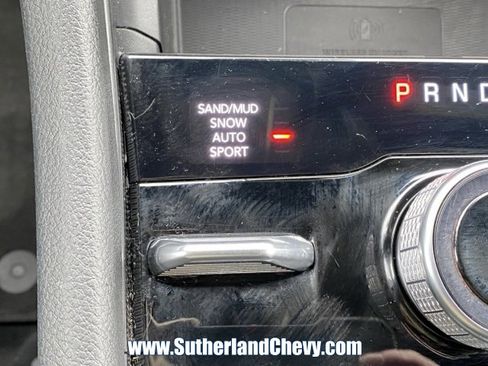 SAND/MUD
SNOW
AUTO
SPORT
P R N D
www.SutherlandChevy.com